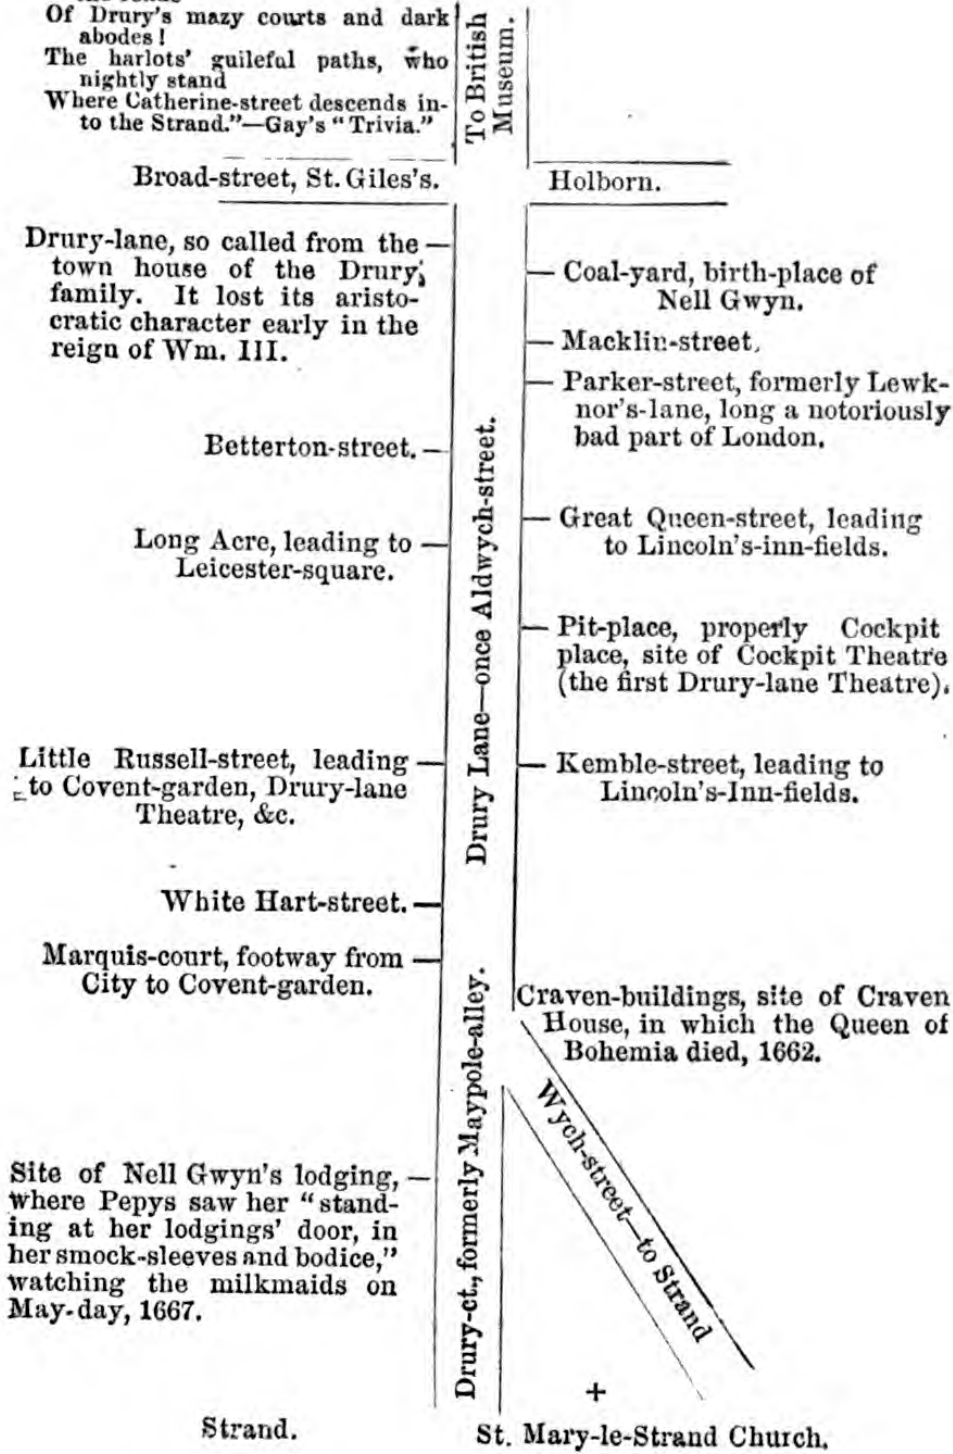 Of Drury's mazy courts and dark
abodes!
The harlots' guileful paths, who
nightly stand
Where Catherine-street descends in-
to the Strand."—Gay's "Trivia."
To British
Museum.
Broad-street, St. Giles's.
Holborn.
Drury-lane, so called from the
town house of the Drury
family. It lost its aristo-
cratic character early in the
reign of Wm. III.
Coal-yard, birth-place of
Nell Gwyn.
Macklin-street.
Parker-street, formerly Lewk-
nor's-lane, long a notoriously
bad part of London.
Betterton-street.
Great Queen-street, leading
to Lincoln's-inn-fields.
Long Acre, leading to
Leicester-square.
Drury Lane—once Aldwych-street.
Pit-place, properly Cockpit
place, site of Cockpit Theatre
(the first Drury-lane Theatre).
Little Russell-street, leading
to Covent-garden, Drury-lane
Theatre, &c.
Kemble-street, leading to
Lincoln's-Inn-fields.
White Hart-street.
Marquis-court, footway from
City to Covent-garden.
Craven-buildings, site of Craven
House, in which the Queen of
Bohemia died, 1662.
Drury-ct., formerly Maypole-alley.
Wych-street—to Strand
Site of Nell Gwyn's lodging,
where Pepys saw her "stand-
ing at her lodgings' door, in
her smock-sleeves and bodice,"
watching the milkmaids on
May-day, 1667.
Strand.
St. Mary-le-Strand Church.